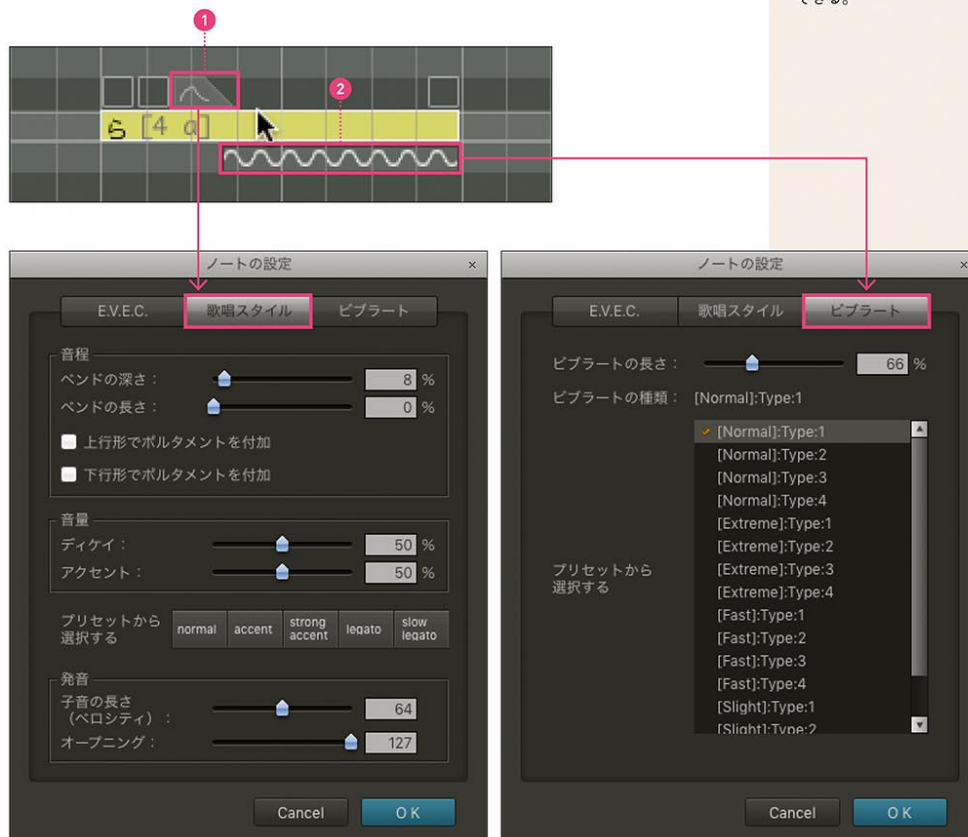 できる。
1
2
ら [4 a]
ノートの設定
×
E.V.E.C.
歌唱スタイル
ビブラート
音程
ベンドの深さ：
8 %
ベンドの長さ：
0 %
上行形でポルタメントを付加
下行形でポルタメントを付加
音量
ディケイ：
50 %
アクセント：
50 %
プリセットから
選択する
normal
accent
strong
accent
legato
slow
legato
発音
子音の長さ
（ベロシティ）：
64
オープニング：
127
Cancel
OK
ノートの設定
×
E.V.E.C.
歌唱スタイル
ビブラート
ビブラートの長さ：
66 %
ビブラートの種類： [Normal]:Type:1
プリセットから
選択する
[Normal]:Type:1
[Normal]:Type:2
[Normal]:Type:3
[Normal]:Type:4
[Extreme]:Type:1
[Extreme]:Type:2
[Extreme]:Type:3
[Extreme]:Type:4
[Fast]:Type:1
[Fast]:Type:2
[Fast]:Type:3
[Fast]:Type:4
[Slight]:Type:1
[Slight]:Type:2
Cancel
OK